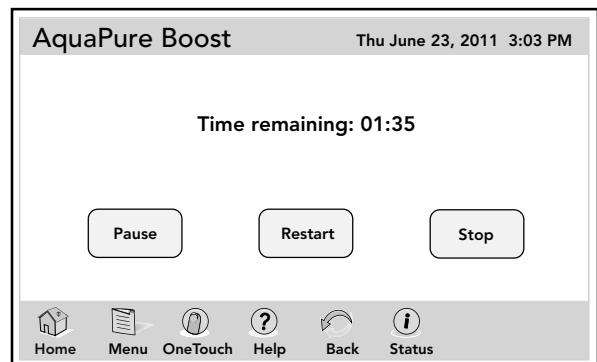 AquaPure Boost Thu June 23, 2011 3:03 PM
Time remaining: 01:35
Pause Restart Stop
? i
Home Menu OneTouch Help Back Status